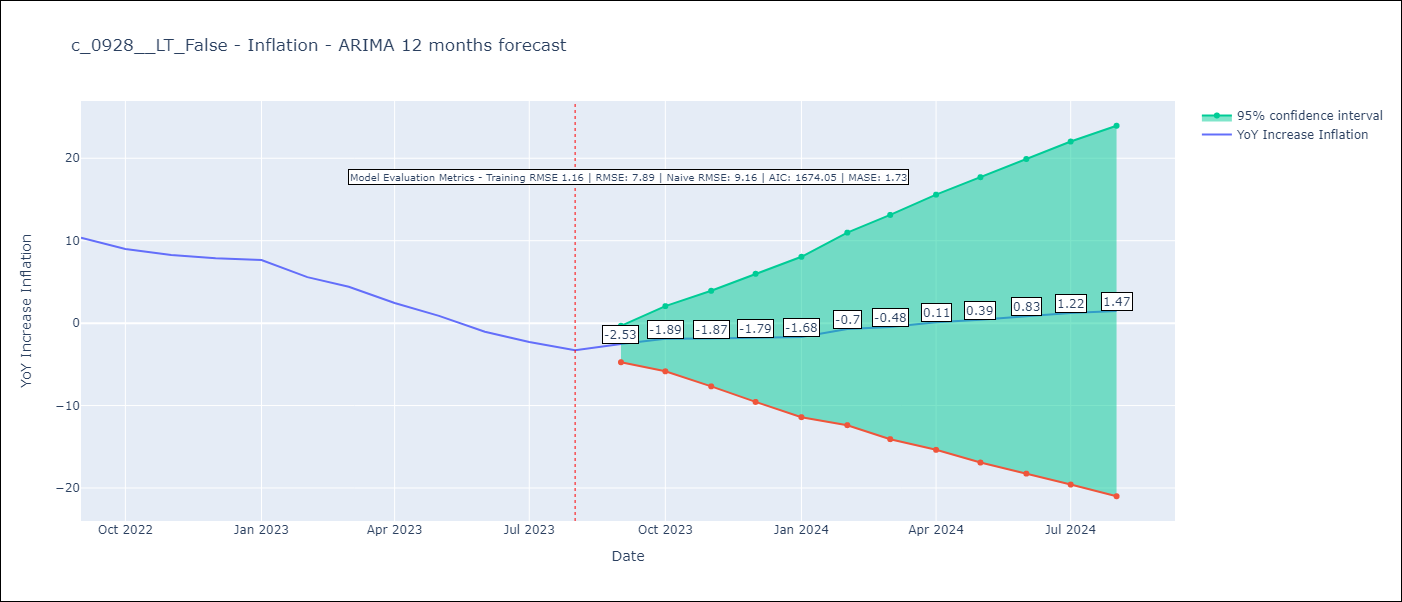 c_0928__LT_False - Inflation - ARIMA 12 months forecast
95% confidence interval
YoY Increase Inflation
Model Evaluation Metrics - Training RMSE 1.16 | RMSE: 7.89 | Naive RMSE: 9.16 | AIC: 1674.05 | MASE: 1.73
YoY Increase Inflation
20
10
0
−10
−20
-2.53
-1.89
-1.87
-1.79
-1.68
-0.7
-0.48
0.11
0.39
0.83
1.22
1.47
Oct 2022
Jan 2023
Apr 2023
Jul 2023
Oct 2023
Jan 2024
Apr 2024
Jul 2024
Date